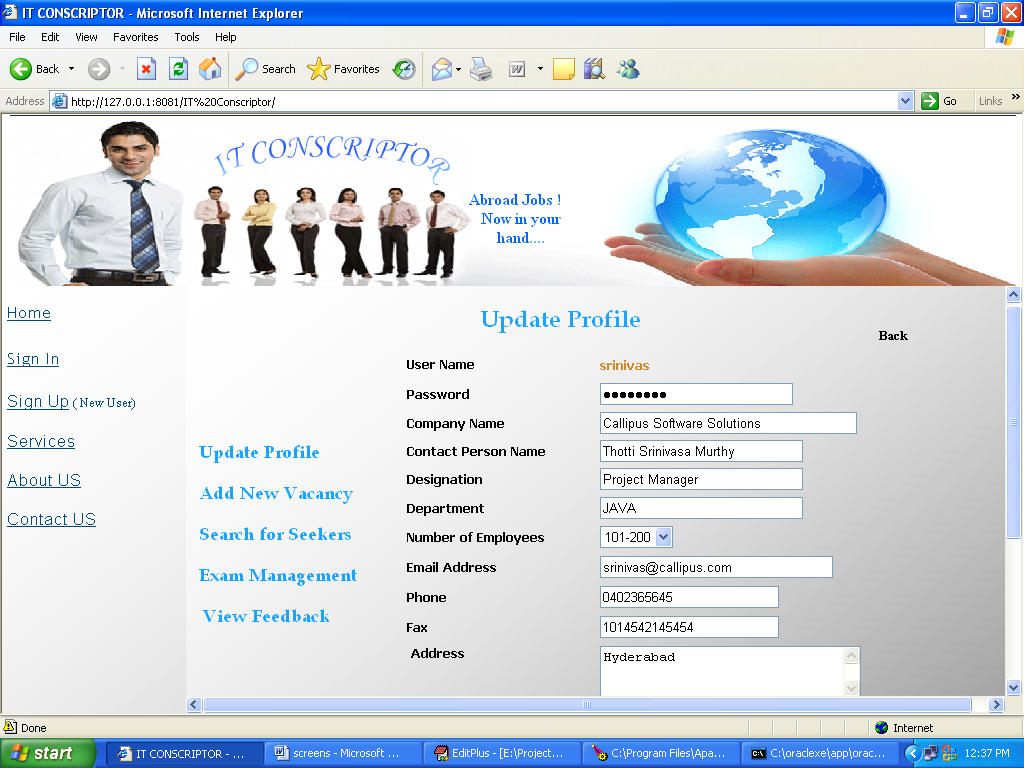 IT CONSCRIPTOR - Microsoft Internet Explorer
File Edit View Favorites Tools Help
Back Search Favorites
Address http://127.0.0.1:8081/IT%20Conscriptor/ Go Links »
IT CONSCRIPTOR
Abroad Jobs !
Now in your
hand....
Home
Sign In
Sign Up ( New User)
Services
About US
Contact US
Update Profile
Add New Vacancy
Search for Seekers
Exam Management
View Feedback
Update Profile
Back
User Name srinivas
Password ●●●●●●●●
Company Name Callipus Software Solutions
Contact Person Name Thotti Srinivasa Murthy
Designation Project Manager
Department JAVA
Number of Employees 101-200
Email Address srinivas@callipus.com
Phone 0402365645
Fax 1014542145454
Address Hyderabad
Done Internet
start IT CONSCRIPTOR - ... screens - Microsoft ... EditPlus - [E:\Project... C:\Program Files\Apa... C:\oraclexe\app\orac... 12:37 PM